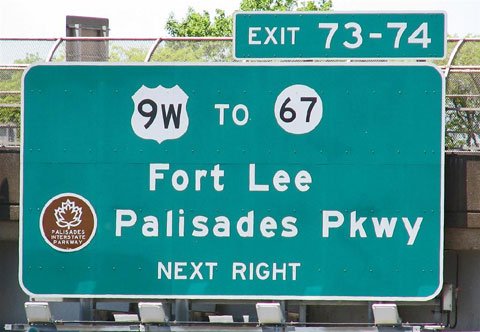 EXIT 73-74
9W TO 67
Fort Lee
Palisades Pkwy
PALISADES
INTERSTATE
PARKWAY
NEXT RIGHT